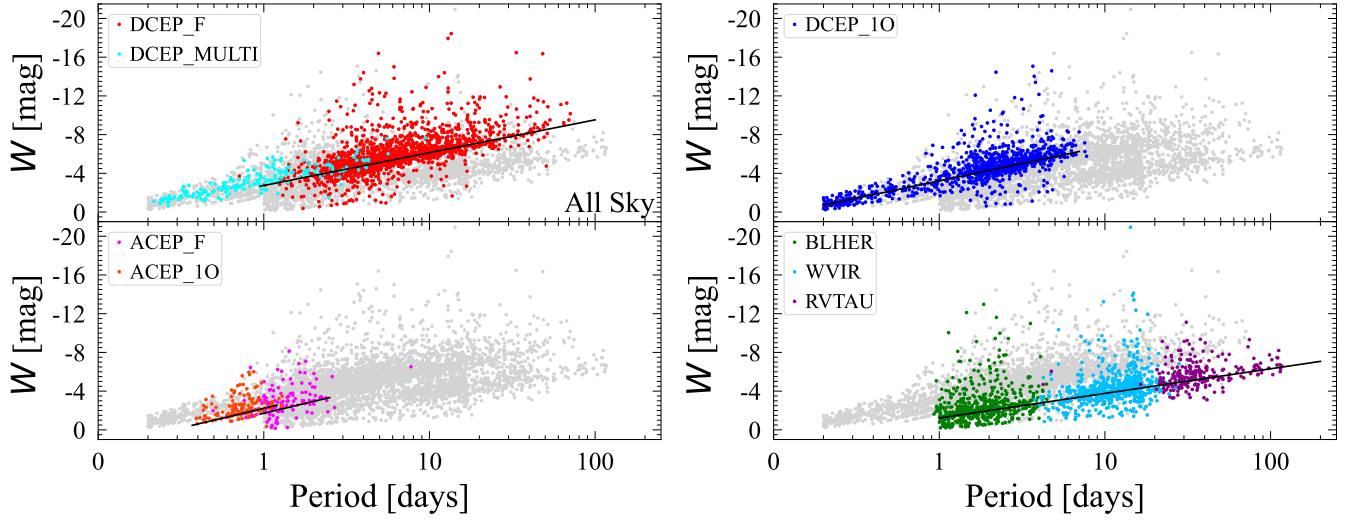 -20
-16
-12
-8
-4
0
W [mag]
DCEP_F
DCEP_MULTI
All Sky
-20
-16
-12
-8
-4
0
W [mag]
DCEP_1O
-20
-16
-12
-8
-4
0
W [mag]
ACEP_F
ACEP_1O
0
1
10
100
Period [days]
-20
-16
-12
-8
-4
0
W [mag]
BLHER
WVIR
RVTAU
0
1
10
100
Period [days]